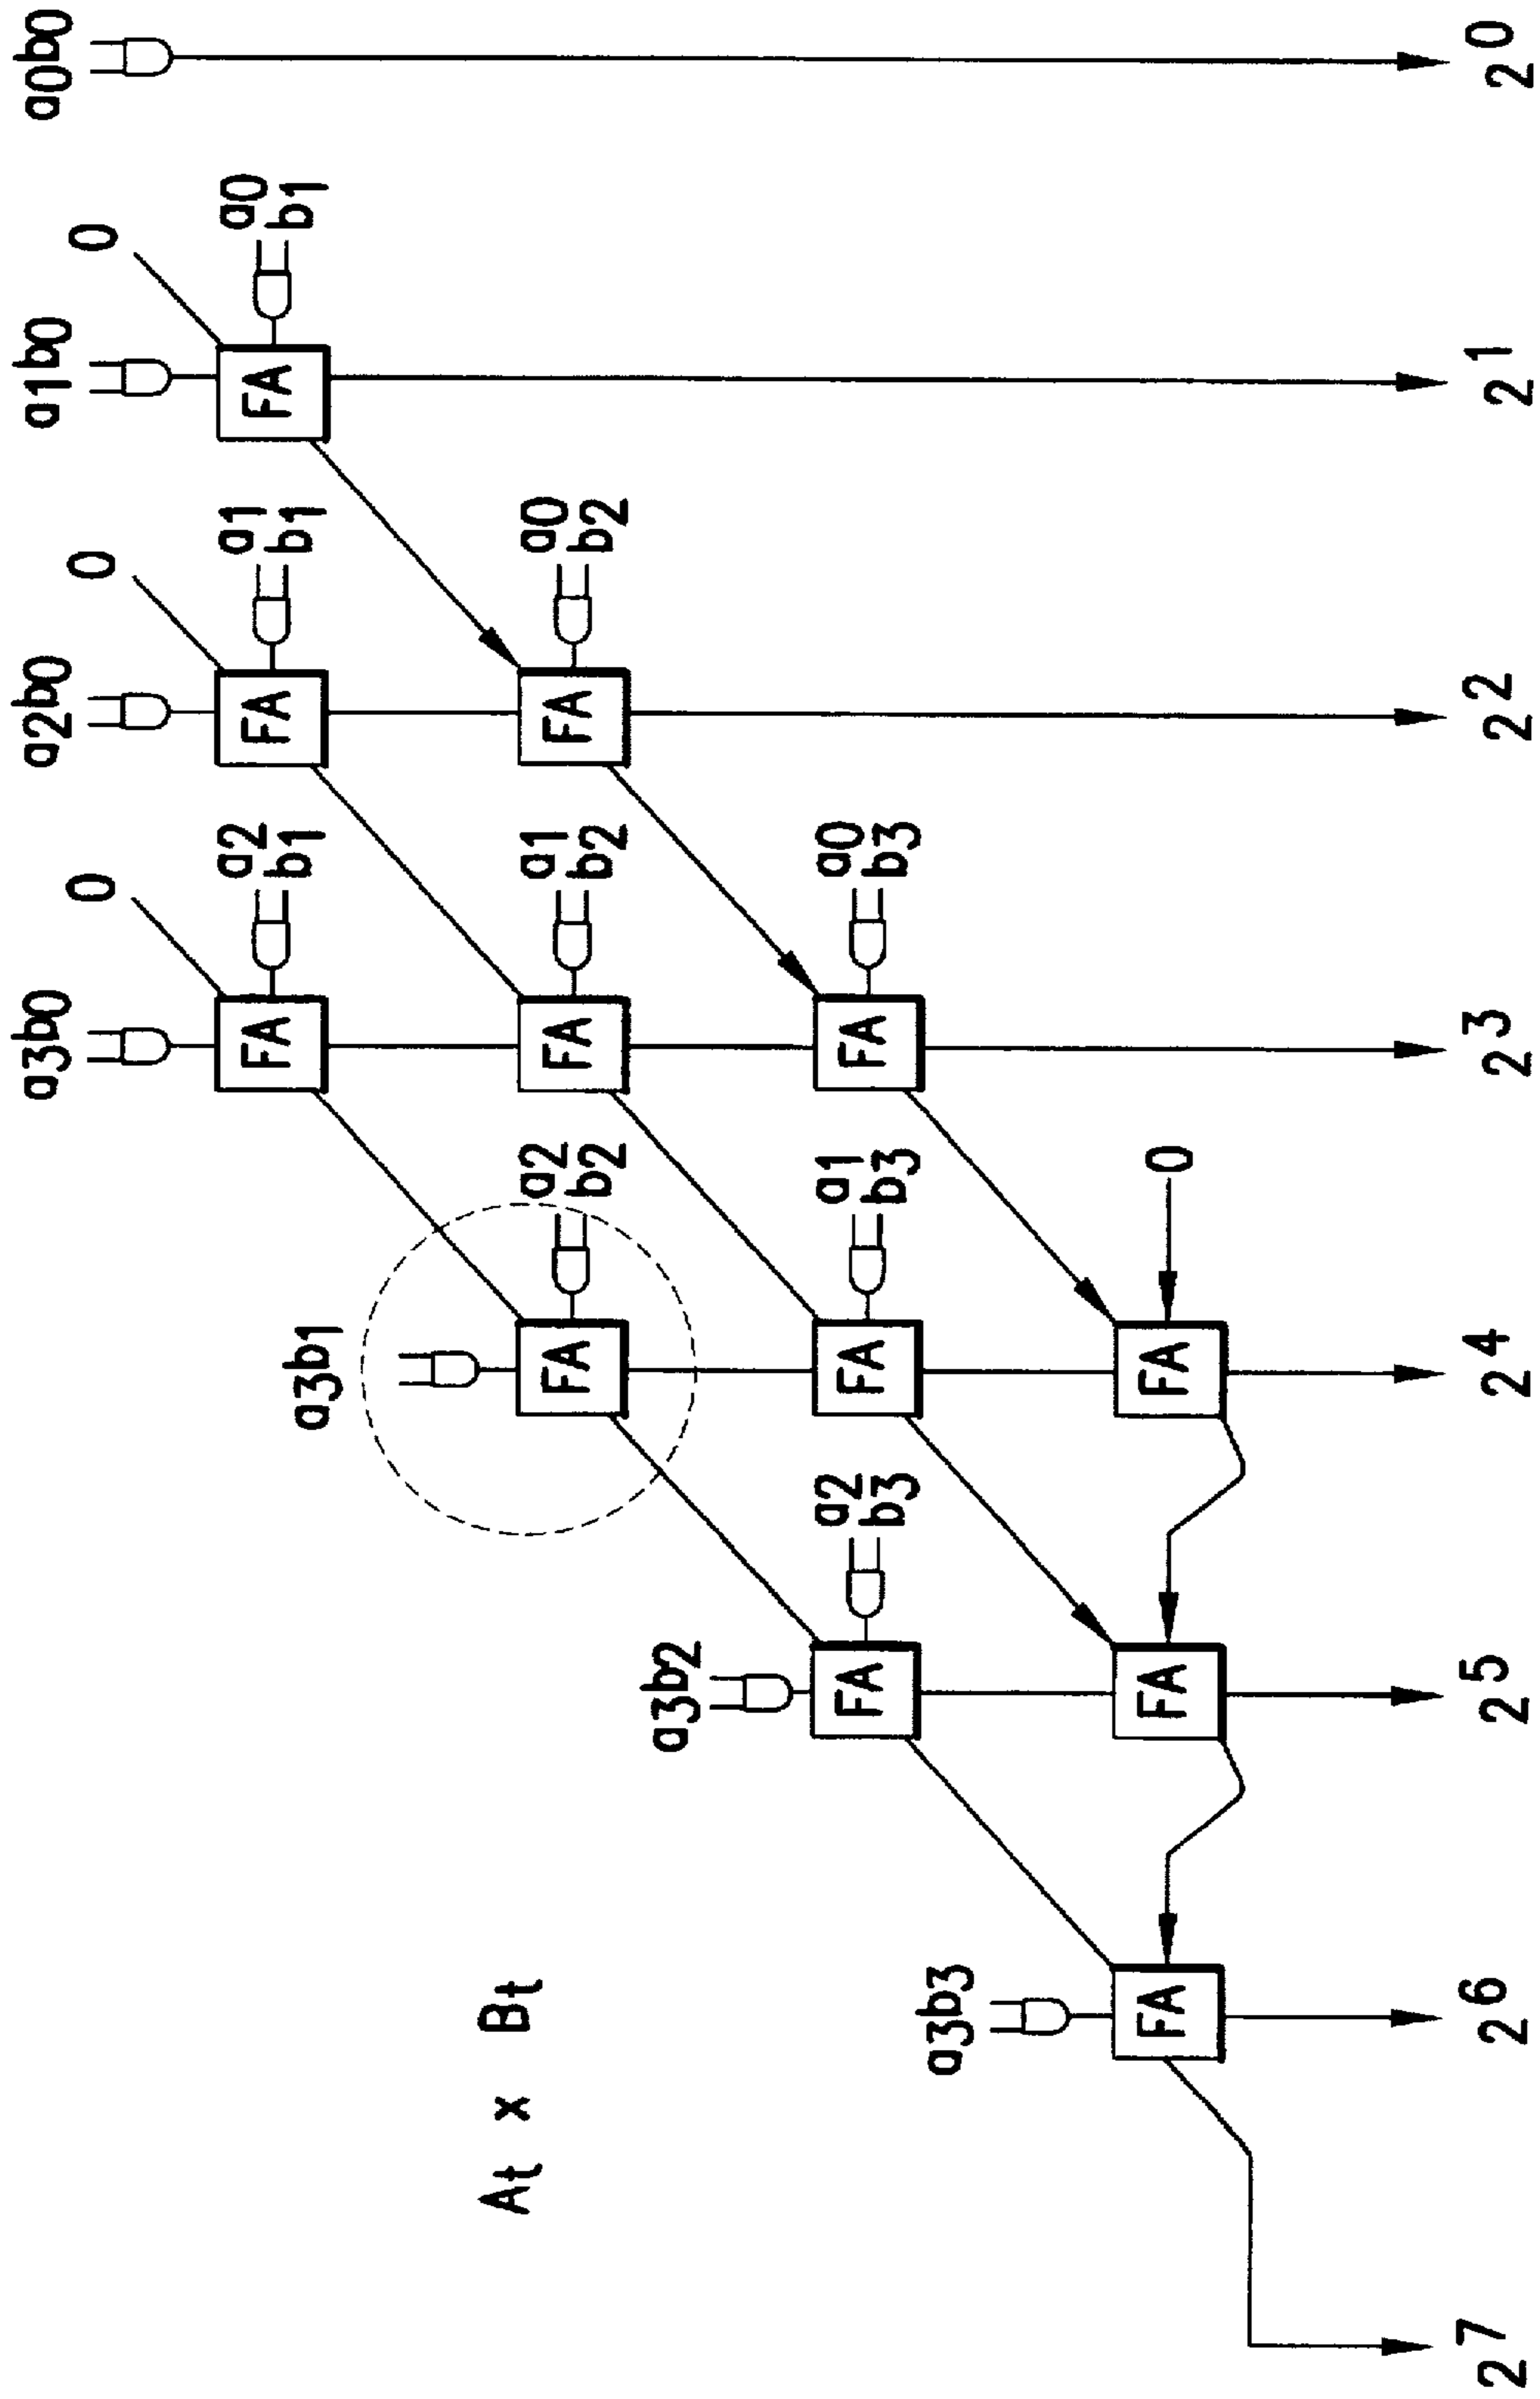 a3b0 a2b0 a1b0 a0b0
0 0 0
a2 a1 a0
FA b1 FA b1 FA b1
a3b1
At x Bt
a2 a1 a0
FA b2 FA b2 FA b2
a3b2
a2 a1 a0
FA b3 FA b3 FA b3
a3b3
FA FA FA 0
2^7 2^6 2^5 2^4 2^3 2^2 2^1 2^0